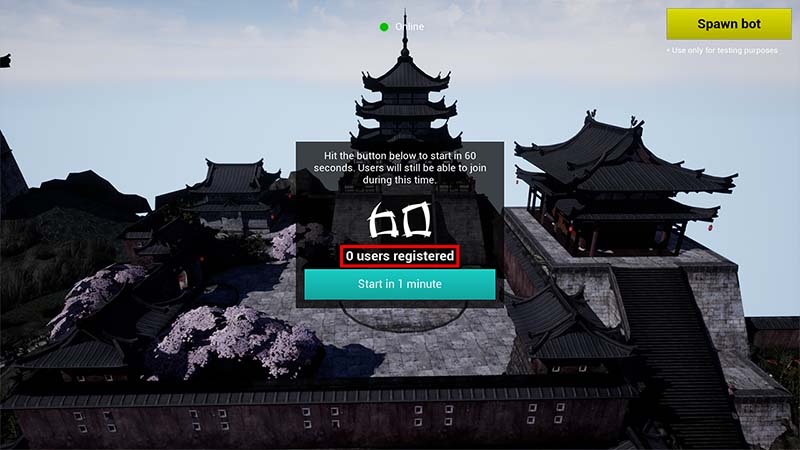 Online
Spawn bot
* Use only for testing purposes
Hit the button below to start in 60
seconds. Users will still be able to join
during this time.
60
0 users registered
Start in 1 minute